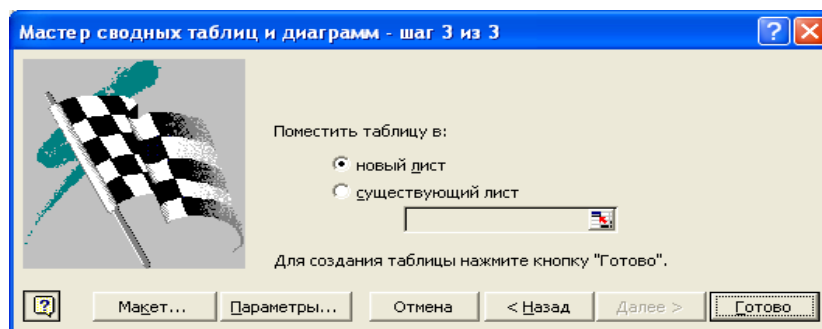 Мастер сводных таблиц и диаграмм - шаг 3 из 3
Поместить таблицу в:
новый лист
существующий лист
Для создания таблицы нажмите кнопку "Готово".
Макет... Параметры... Отмена < Назад Далее > Готово